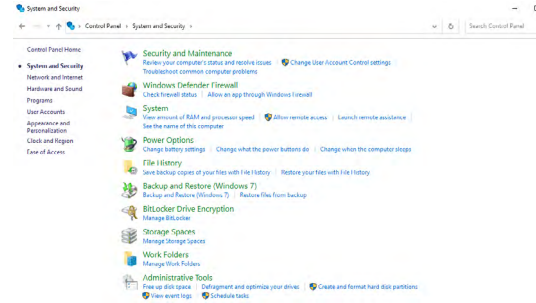 System and Security
Control Panel > System and Security >
Search Control Panel
Control Panel Home
System and Security
Network and Internet
Hardware and Sound
Programs
User Accounts
Appearance and
Personalization
Clock and Region
Ease of Access
Security and Maintenance
Review your computer's status and resolve issues | Change User Account Control settings |
Troubleshoot common computer problems
Windows Defender Firewall
Check firewall status | Allow an app through Windows Firewall
System
View amount of RAM and processor speed | Allow remote access | Launch remote assistance |
See the name of this computer
Power Options
Change battery settings | Change what the power buttons do | Change when the computer sleeps
File History
Save backup copies of your files with File History | Restore your files with File History
Backup and Restore (Windows 7)
Backup and Restore (Windows 7) | Restore files from backup
BitLocker Drive Encryption
Manage BitLocker
Storage Spaces
Manage Storage Spaces
Work Folders
Manage Work Folders
Administrative Tools
Free up disk space | Defragment and optimize your drives | Create and format hard disk partitions
View event logs | Schedule tasks